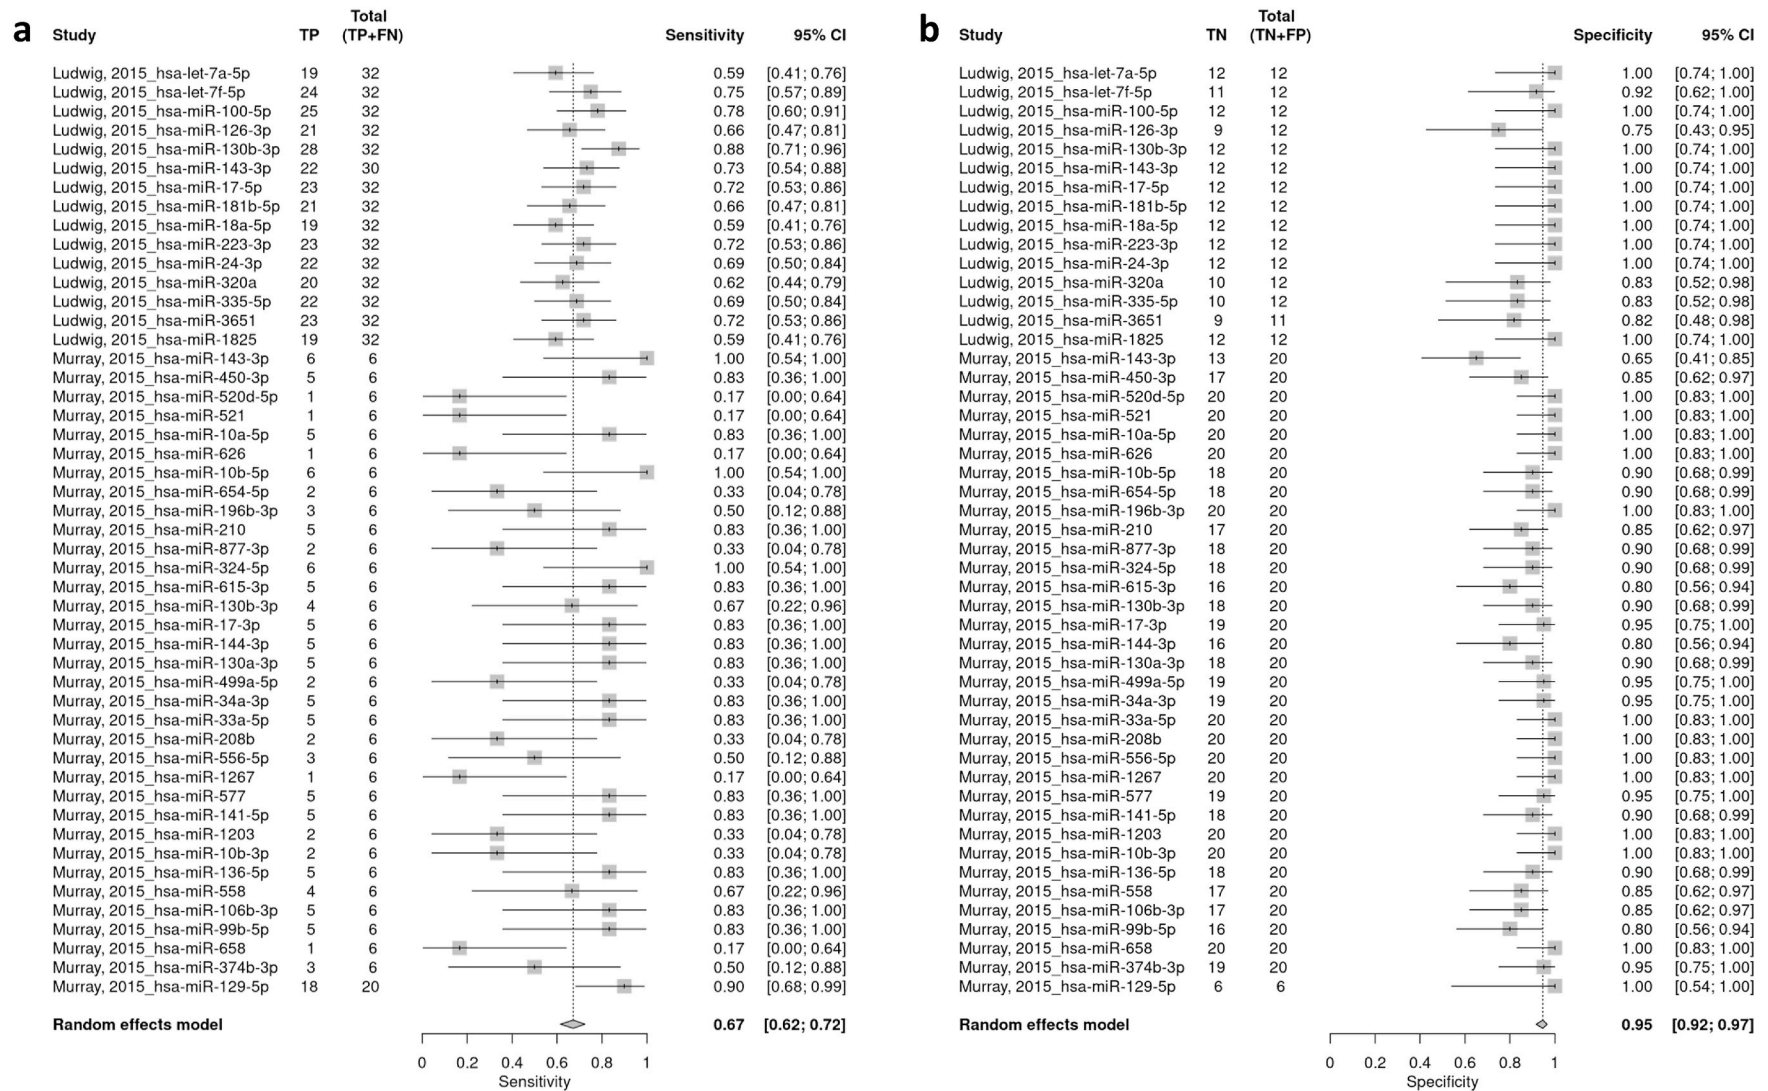 a
Study TP Total (TP+FN) Sensitivity 95% CI
Ludwig, 2015_hsa-let-7a-5p 19 32 0.59 [0.41; 0.76]
Ludwig, 2015_hsa-let-7f-5p 24 32 0.75 [0.57; 0.89]
Ludwig, 2015_hsa-miR-100-5p 25 32 0.78 [0.60; 0.91]
Ludwig, 2015_hsa-miR-126-3p 21 32 0.66 [0.47; 0.81]
Ludwig, 2015_hsa-miR-130b-3p 28 32 0.88 [0.71; 0.96]
Ludwig, 2015_hsa-miR-143-3p 22 30 0.73 [0.54; 0.88]
Ludwig, 2015_hsa-miR-17-5p 23 32 0.72 [0.53; 0.86]
Ludwig, 2015_hsa-miR-181b-5p 21 32 0.66 [0.47; 0.81]
Ludwig, 2015_hsa-miR-18a-5p 19 32 0.59 [0.41; 0.76]
Ludwig, 2015_hsa-miR-223-3p 23 32 0.72 [0.53; 0.86]
Ludwig, 2015_hsa-miR-24-3p 22 32 0.69 [0.50; 0.84]
Ludwig, 2015_hsa-miR-320a 20 32 0.62 [0.44; 0.79]
Ludwig, 2015_hsa-miR-335-5p 22 32 0.69 [0.50; 0.84]
Ludwig, 2015_hsa-miR-3651 23 32 0.72 [0.53; 0.86]
Ludwig, 2015_hsa-miR-1825 19 32 0.59 [0.41; 0.76]
Murray, 2015_hsa-miR-143-3p 6 6 1.00 [0.54; 1.00]
Murray, 2015_hsa-miR-450-3p 5 6 0.83 [0.36; 1.00]
Murray, 2015_hsa-miR-520d-5p 1 6 0.17 [0.00; 0.64]
Murray, 2015_hsa-miR-521 1 6 0.17 [0.00; 0.64]
Murray, 2015_hsa-miR-10a-5p 5 6 0.83 [0.36; 1.00]
Murray, 2015_hsa-miR-626 1 6 0.17 [0.00; 0.64]
Murray, 2015_hsa-miR-10b-5p 6 6 1.00 [0.54; 1.00]
Murray, 2015_hsa-miR-654-5p 2 6 0.33 [0.04; 0.78]
Murray, 2015_hsa-miR-196b-3p 3 6 0.50 [0.12; 0.88]
Murray, 2015_hsa-miR-210 5 6 0.83 [0.36; 1.00]
Murray, 2015_hsa-miR-877-3p 2 6 0.33 [0.04; 0.78]
Murray, 2015_hsa-miR-324-5p 6 6 1.00 [0.54; 1.00]
Murray, 2015_hsa-miR-615-3p 5 6 0.83 [0.36; 1.00]
Murray, 2015_hsa-miR-130b-3p 4 6 0.67 [0.22; 0.96]
Murray, 2015_hsa-miR-17-3p 5 6 0.83 [0.36; 1.00]
Murray, 2015_hsa-miR-144-3p 5 6 0.83 [0.36; 1.00]
Murray, 2015_hsa-miR-130a-3p 5 6 0.83 [0.36; 1.00]
Murray, 2015_hsa-miR-499a-5p 2 6 0.33 [0.04; 0.78]
Murray, 2015_hsa-miR-34a-3p 5 6 0.83 [0.36; 1.00]
Murray, 2015_hsa-miR-33a-5p 5 6 0.83 [0.36; 1.00]
Murray, 2015_hsa-miR-208b 2 6 0.33 [0.04; 0.78]
Murray, 2015_hsa-miR-556-5p 3 6 0.50 [0.12; 0.88]
Murray, 2015_hsa-miR-1267 1 6 0.17 [0.00; 0.64]
Murray, 2015_hsa-miR-577 5 6 0.83 [0.36; 1.00]
Murray, 2015_hsa-miR-141-5p 5 6 0.83 [0.36; 1.00]
Murray, 2015_hsa-miR-1203 2 6 0.33 [0.04; 0.78]
Murray, 2015_hsa-miR-10b-3p 2 6 0.33 [0.04; 0.78]
Murray, 2015_hsa-miR-136-5p 5 6 0.83 [0.36; 1.00]
Murray, 2015_hsa-miR-558 4 6 0.67 [0.22; 0.96]
Murray, 2015_hsa-miR-106b-3p 5 6 0.83 [0.36; 1.00]
Murray, 2015_hsa-miR-99b-5p 5 6 0.83 [0.36; 1.00]
Murray, 2015_hsa-miR-658 1 6 0.17 [0.00; 0.64]
Murray, 2015_hsa-miR-374b-3p 3 6 0.50 [0.12; 0.88]
Murray, 2015_hsa-miR-129-5p 18 20 0.90 [0.68; 0.99]
Random effects model 0.67 [0.62; 0.72]
0 0.2 0.4 0.6 0.8 1
Sensitivity
b
Study TN Total (TN+FP) Specificity 95% CI
Ludwig, 2015_hsa-let-7a-5p 12 12 1.00 [0.74; 1.00]
Ludwig, 2015_hsa-let-7f-5p 11 12 0.92 [0.62; 1.00]
Ludwig, 2015_hsa-miR-100-5p 12 12 1.00 [0.74; 1.00]
Ludwig, 2015_hsa-miR-126-3p 9 12 0.75 [0.43; 0.95]
Ludwig, 2015_hsa-miR-130b-3p 12 12 1.00 [0.74; 1.00]
Ludwig, 2015_hsa-miR-143-3p 12 12 1.00 [0.74; 1.00]
Ludwig, 2015_hsa-miR-17-5p 12 12 1.00 [0.74; 1.00]
Ludwig, 2015_hsa-miR-181b-5p 12 12 1.00 [0.74; 1.00]
Ludwig, 2015_hsa-miR-18a-5p 12 12 1.00 [0.74; 1.00]
Ludwig, 2015_hsa-miR-223-3p 12 12 1.00 [0.74; 1.00]
Ludwig, 2015_hsa-miR-24-3p 12 12 1.00 [0.74; 1.00]
Ludwig, 2015_hsa-miR-320a 10 12 0.83 [0.52; 0.98]
Ludwig, 2015_hsa-miR-335-5p 10 12 0.83 [0.52; 0.98]
Ludwig, 2015_hsa-miR-3651 9 11 0.82 [0.48; 0.98]
Ludwig, 2015_hsa-miR-1825 12 12 1.00 [0.74; 1.00]
Murray, 2015_hsa-miR-143-3p 13 20 0.65 [0.41; 0.85]
Murray, 2015_hsa-miR-450-3p 17 20 0.85 [0.62; 0.97]
Murray, 2015_hsa-miR-520d-5p 20 20 1.00 [0.83; 1.00]
Murray, 2015_hsa-miR-521 20 20 1.00 [0.83; 1.00]
Murray, 2015_hsa-miR-10a-5p 20 20 1.00 [0.83; 1.00]
Murray, 2015_hsa-miR-626 20 20 1.00 [0.83; 1.00]
Murray, 2015_hsa-miR-10b-5p 18 20 0.90 [0.68; 0.99]
Murray, 2015_hsa-miR-654-5p 18 20 0.90 [0.68; 0.99]
Murray, 2015_hsa-miR-196b-3p 20 20 1.00 [0.83; 1.00]
Murray, 2015_hsa-miR-210 17 20 0.85 [0.62; 0.97]
Murray, 2015_hsa-miR-877-3p 18 20 0.90 [0.68; 0.99]
Murray, 2015_hsa-miR-324-5p 18 20 0.90 [0.68; 0.99]
Murray, 2015_hsa-miR-615-3p 16 20 0.80 [0.56; 0.94]
Murray, 2015_hsa-miR-130b-3p 18 20 0.90 [0.68; 0.99]
Murray, 2015_hsa-miR-17-3p 19 20 0.95 [0.75; 1.00]
Murray, 2015_hsa-miR-144-3p 16 20 0.80 [0.56; 0.94]
Murray, 2015_hsa-miR-130a-3p 18 20 0.90 [0.68; 0.99]
Murray, 2015_hsa-miR-499a-5p 19 20 0.95 [0.75; 1.00]
Murray, 2015_hsa-miR-34a-3p 19 20 0.95 [0.75; 1.00]
Murray, 2015_hsa-miR-33a-5p 20 20 1.00 [0.83; 1.00]
Murray, 2015_hsa-miR-208b 20 20 1.00 [0.83; 1.00]
Murray, 2015_hsa-miR-556-5p 20 20 1.00 [0.83; 1.00]
Murray, 2015_hsa-miR-1267 20 20 1.00 [0.83; 1.00]
Murray, 2015_hsa-miR-577 19 20 0.95 [0.75; 1.00]
Murray, 2015_hsa-miR-141-5p 18 20 0.90 [0.68; 0.99]
Murray, 2015_hsa-miR-1203 20 20 1.00 [0.83; 1.00]
Murray, 2015_hsa-miR-10b-3p 20 20 1.00 [0.83; 1.00]
Murray, 2015_hsa-miR-136-5p 18 20 0.90 [0.68; 0.99]
Murray, 2015_hsa-miR-558 17 20 0.85 [0.62; 0.97]
Murray, 2015_hsa-miR-106b-3p 17 20 0.85 [0.62; 0.97]
Murray, 2015_hsa-miR-99b-5p 16 20 0.80 [0.56; 0.94]
Murray, 2015_hsa-miR-658 20 20 1.00 [0.83; 1.00]
Murray, 2015_hsa-miR-374b-3p 19 20 0.95 [0.75; 1.00]
Murray, 2015_hsa-miR-129-5p 6 6 1.00 [0.54; 1.00]
Random effects model 0.95 [0.92; 0.97]
0 0.2 0.4 0.6 0.8 1
Specificity